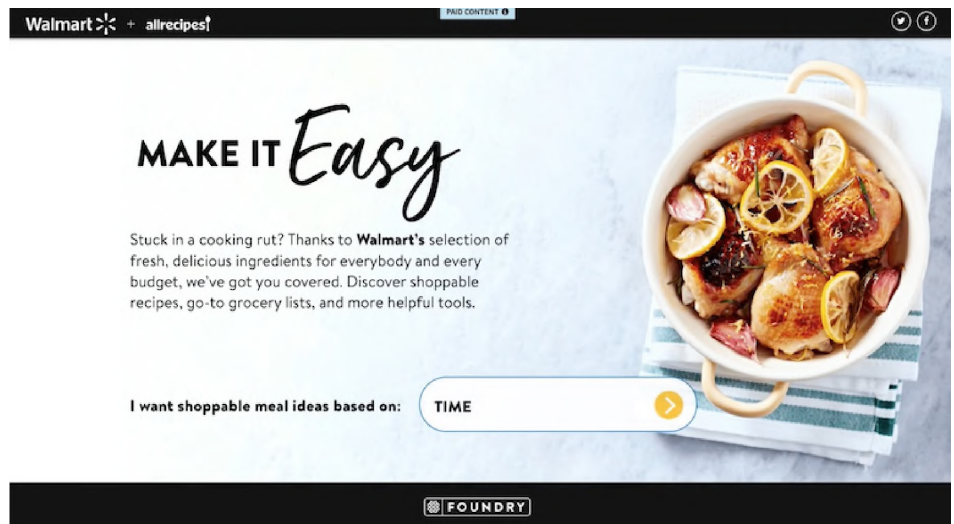 Walmart + allrecipes
PAID CONTENT
MAKE IT Easy
Stuck in a cooking rut? Thanks to Walmart's selection of
fresh, delicious ingredients for everybody and every
budget, we've got you covered. Discover shoppable
recipes, go-to grocery lists, and more helpful tools.
I want shoppable meal ideas based on: TIME
FOUNDRY